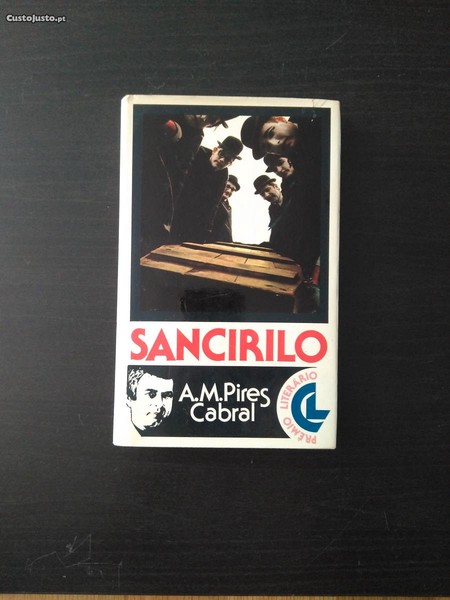 CustoJusto.pt
SANCIRILO
A.M.Pires
Cabral
PRÉMIO LITERÁRIO
CL